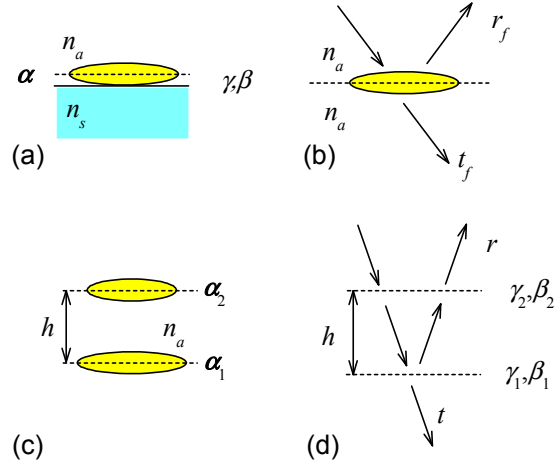 n_a
α
γ,β
n_s
(a)
r_f
n_a
n_a
t_f
(b)
α_2
h
n_a
α_1
(c)
r
γ_2,β_2
h
γ_1,β_1
t
(d)